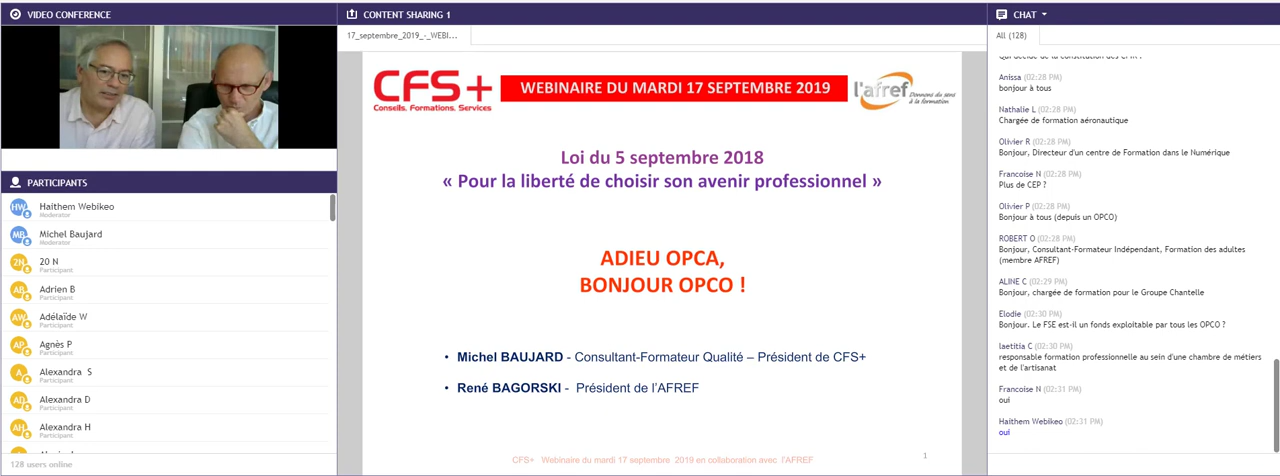 VIDEO CONFERENCE
PARTICIPANTS
HW
Haithem Webikeo
Moderator
MB
Michel Baujard
Moderator
2N
20 N
Participant
AB
Adrien B
Participant
AW
Adélaïde W
Participant
AP
Agnès P
Participant
A
Alexandra S
Participant
AD
Alexandra D
Participant
AH
Alexandra H
Participant
128 users online
CONTENT SHARING 1
17_septembre_2019_-_WEBI...
CFS+
Conseils. Formations. Services
WEBINAIRE DU MARDI 17 SEPTEMBRE 2019
l'afref
Donnons du sens
à la formation
Loi du 5 septembre 2018
« Pour la liberté de choisir son avenir professionnel »
ADIEU OPCA,
BONJOUR OPCO !
• Michel BAUJARD - Consultant-Formateur Qualité – Président de CFS+
• René BAGORSKI - Président de l'AFREF
CFS+ Webinaire du mardi 17 septembre 2019 en collaboration avec l'AFREF
1
CHAT
All (128)
Anissa (02:28 PM)
bonjour à tous
Nathalie L (02:28 PM)
Chargée de formation aéronautique
Olivier R (02:28 PM)
Bonjour, Directeur d'un centre de Formation dans le Numérique
Francoise N (02:28 PM)
Plus de CEP ?
Olivier P (02:28 PM)
Bonjour à tous (depuis un OPCO)
ROBERT O (02:28 PM)
Bonjour, Consultant-Formateur Indépendant, Formation des adultes
(membre AFREF)
ALINE C (02:29 PM)
Bonjour, chargée de formation pour le Groupe Chantelle
Elodie (02:30 PM)
Bonjour. Le FSE est-il un fonds exploitable par tous les OPCO ?
laetitia C (02:30 PM)
responsable formation professionnelle au sein d'une chambre de métiers
et de l'artisanat
Francoise N (02:31 PM)
oui
Haithem Webikeo (02:31 PM)
oui